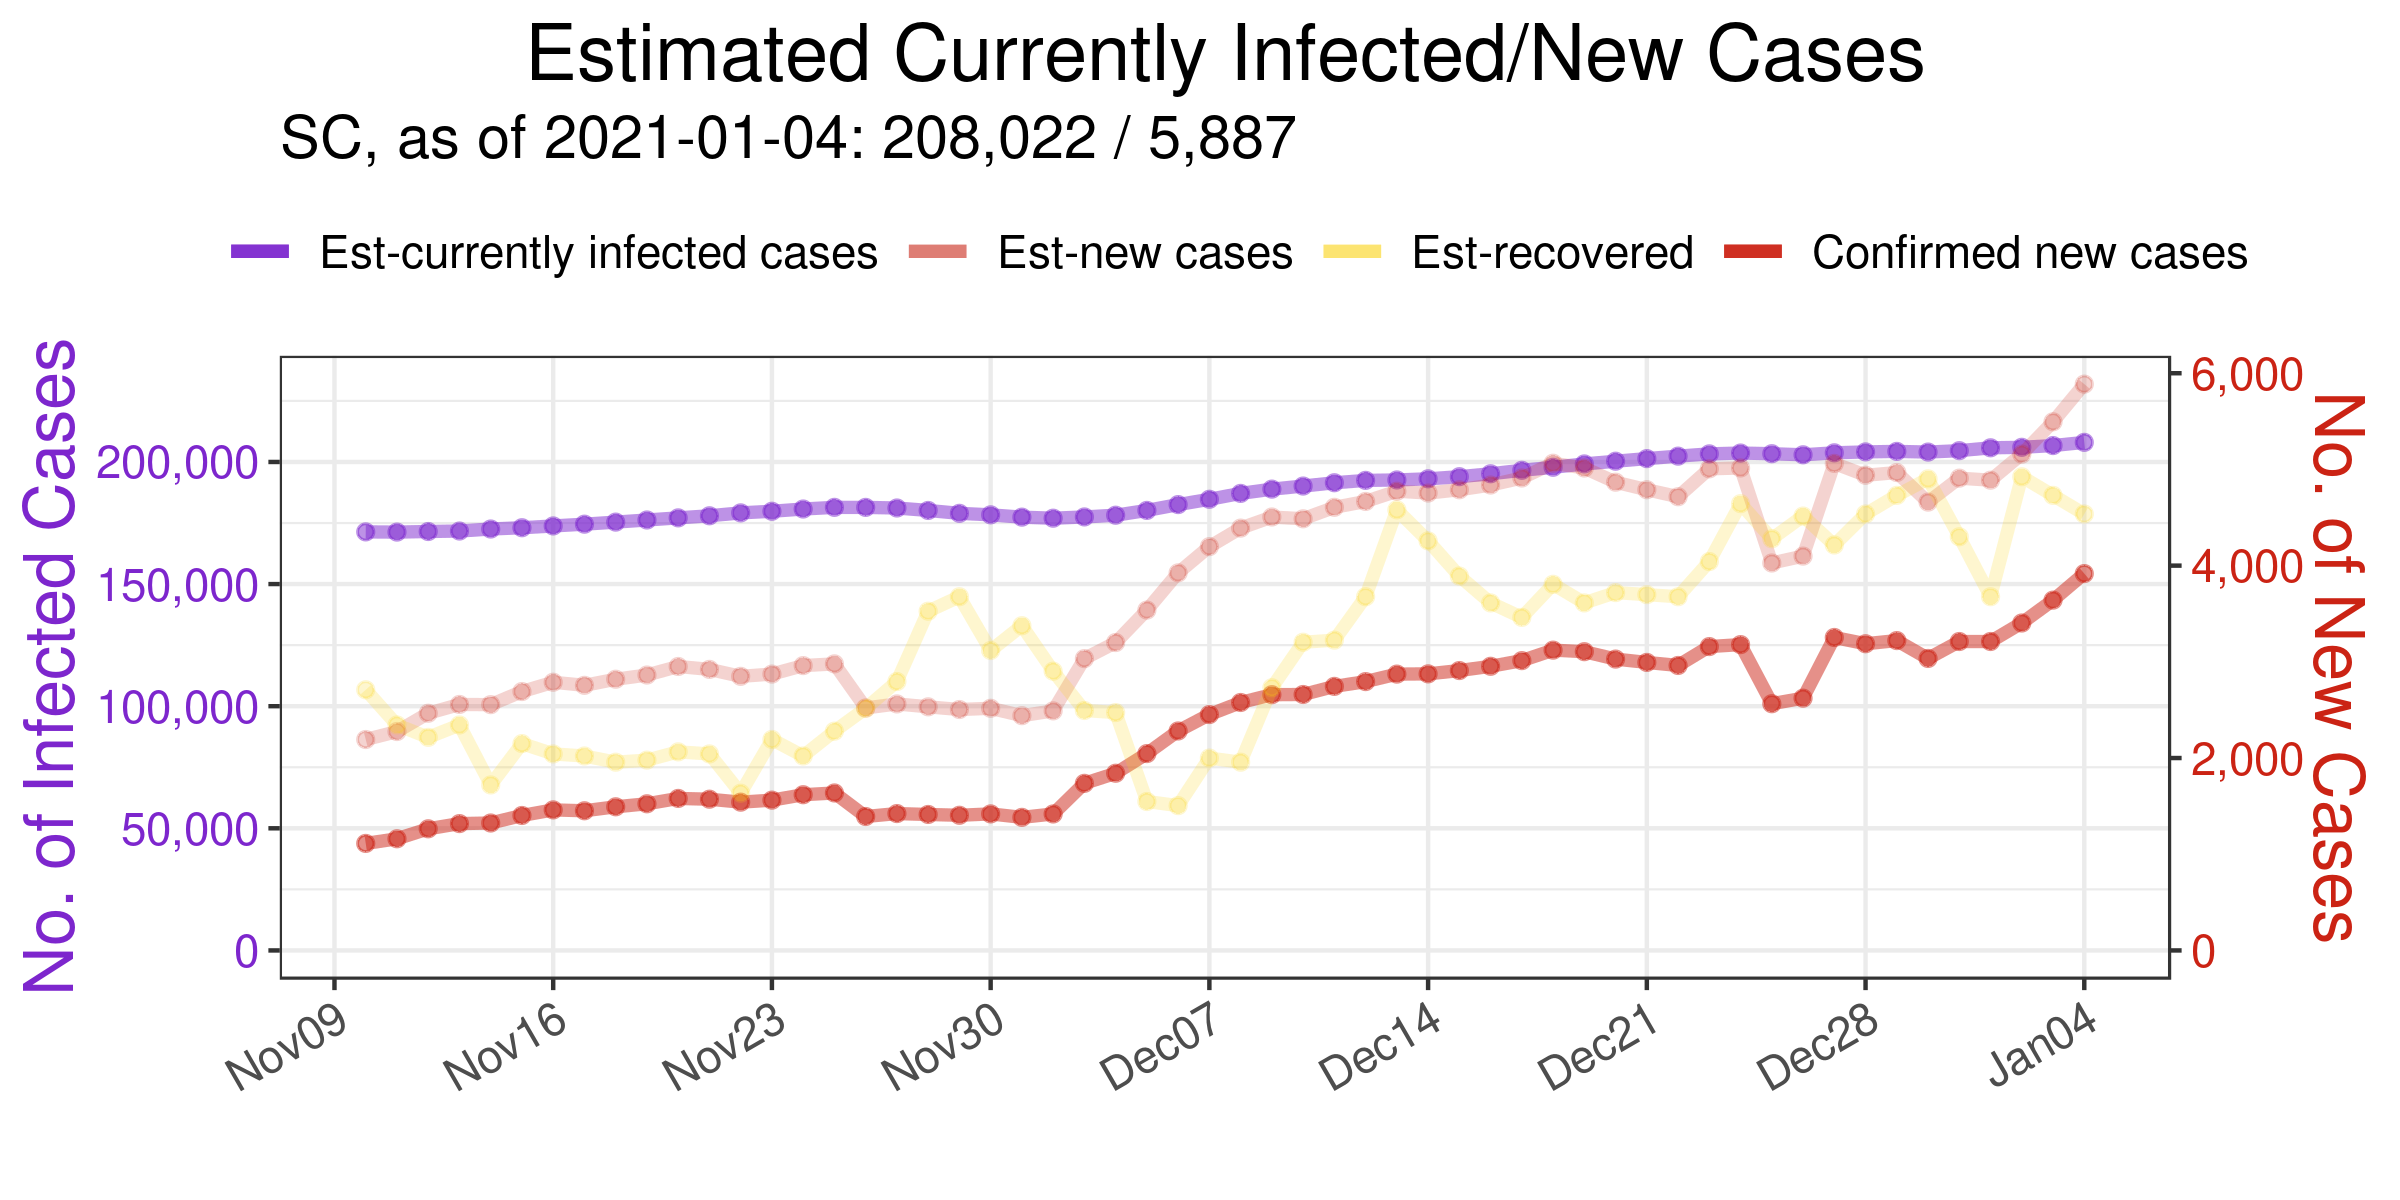 Estimated Currently Infected/New Cases
SC, as of 2021-01-04: 208,022 / 5,887
Est-currently infected cases Est-new cases Est-recovered Confirmed new cases
No. of Infected Cases
200,000
150,000
100,000
50,000
0
6,000
4,000
2,000
0
No. of New Cases
Nov09 Nov16 Nov23 Nov30 Dec07 Dec14 Dec21 Dec28 Jan04